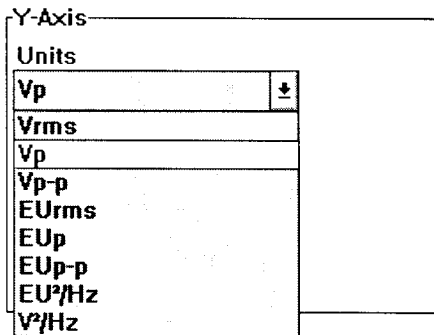 Y-Axis
Units
Vp
Vrms
Vp
Vp-p
EUrms
EUp
EUp-p
EU²/Hz
V²/Hz